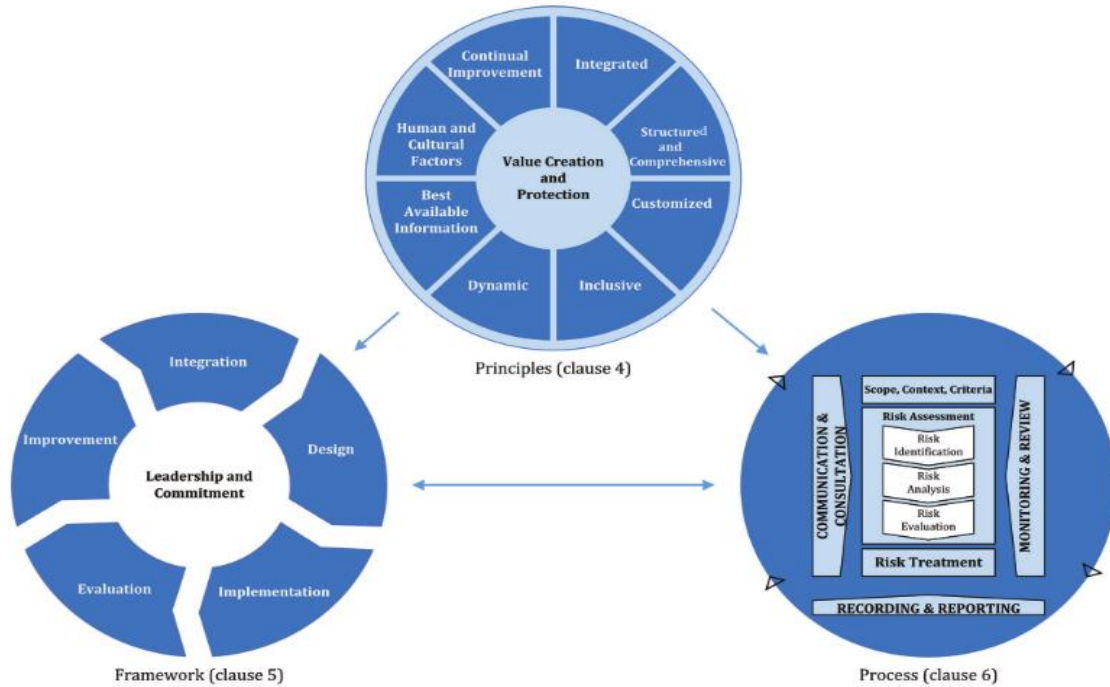 Continual
Improvement
Integrated
Human and
Cultural
Factors
Structured
and
Comprehensive
Value Creation
and
Protection
Best
Available
Information
Customized
Dynamic
Inclusive
Principles (clause 4)
Integration
Improvement
Design
Leadership and
Commitment
Evaluation
Implementation
Framework (clause 5)
Scope, Context, Criteria
Risk Assessment
Risk
Identification
Risk
Analysis
Risk
Evaluation
Risk Treatment
COMMUNICATION &
CONSULTATION
MONITORING & REVIEW
RECORDING & REPORTING
Process (clause 6)